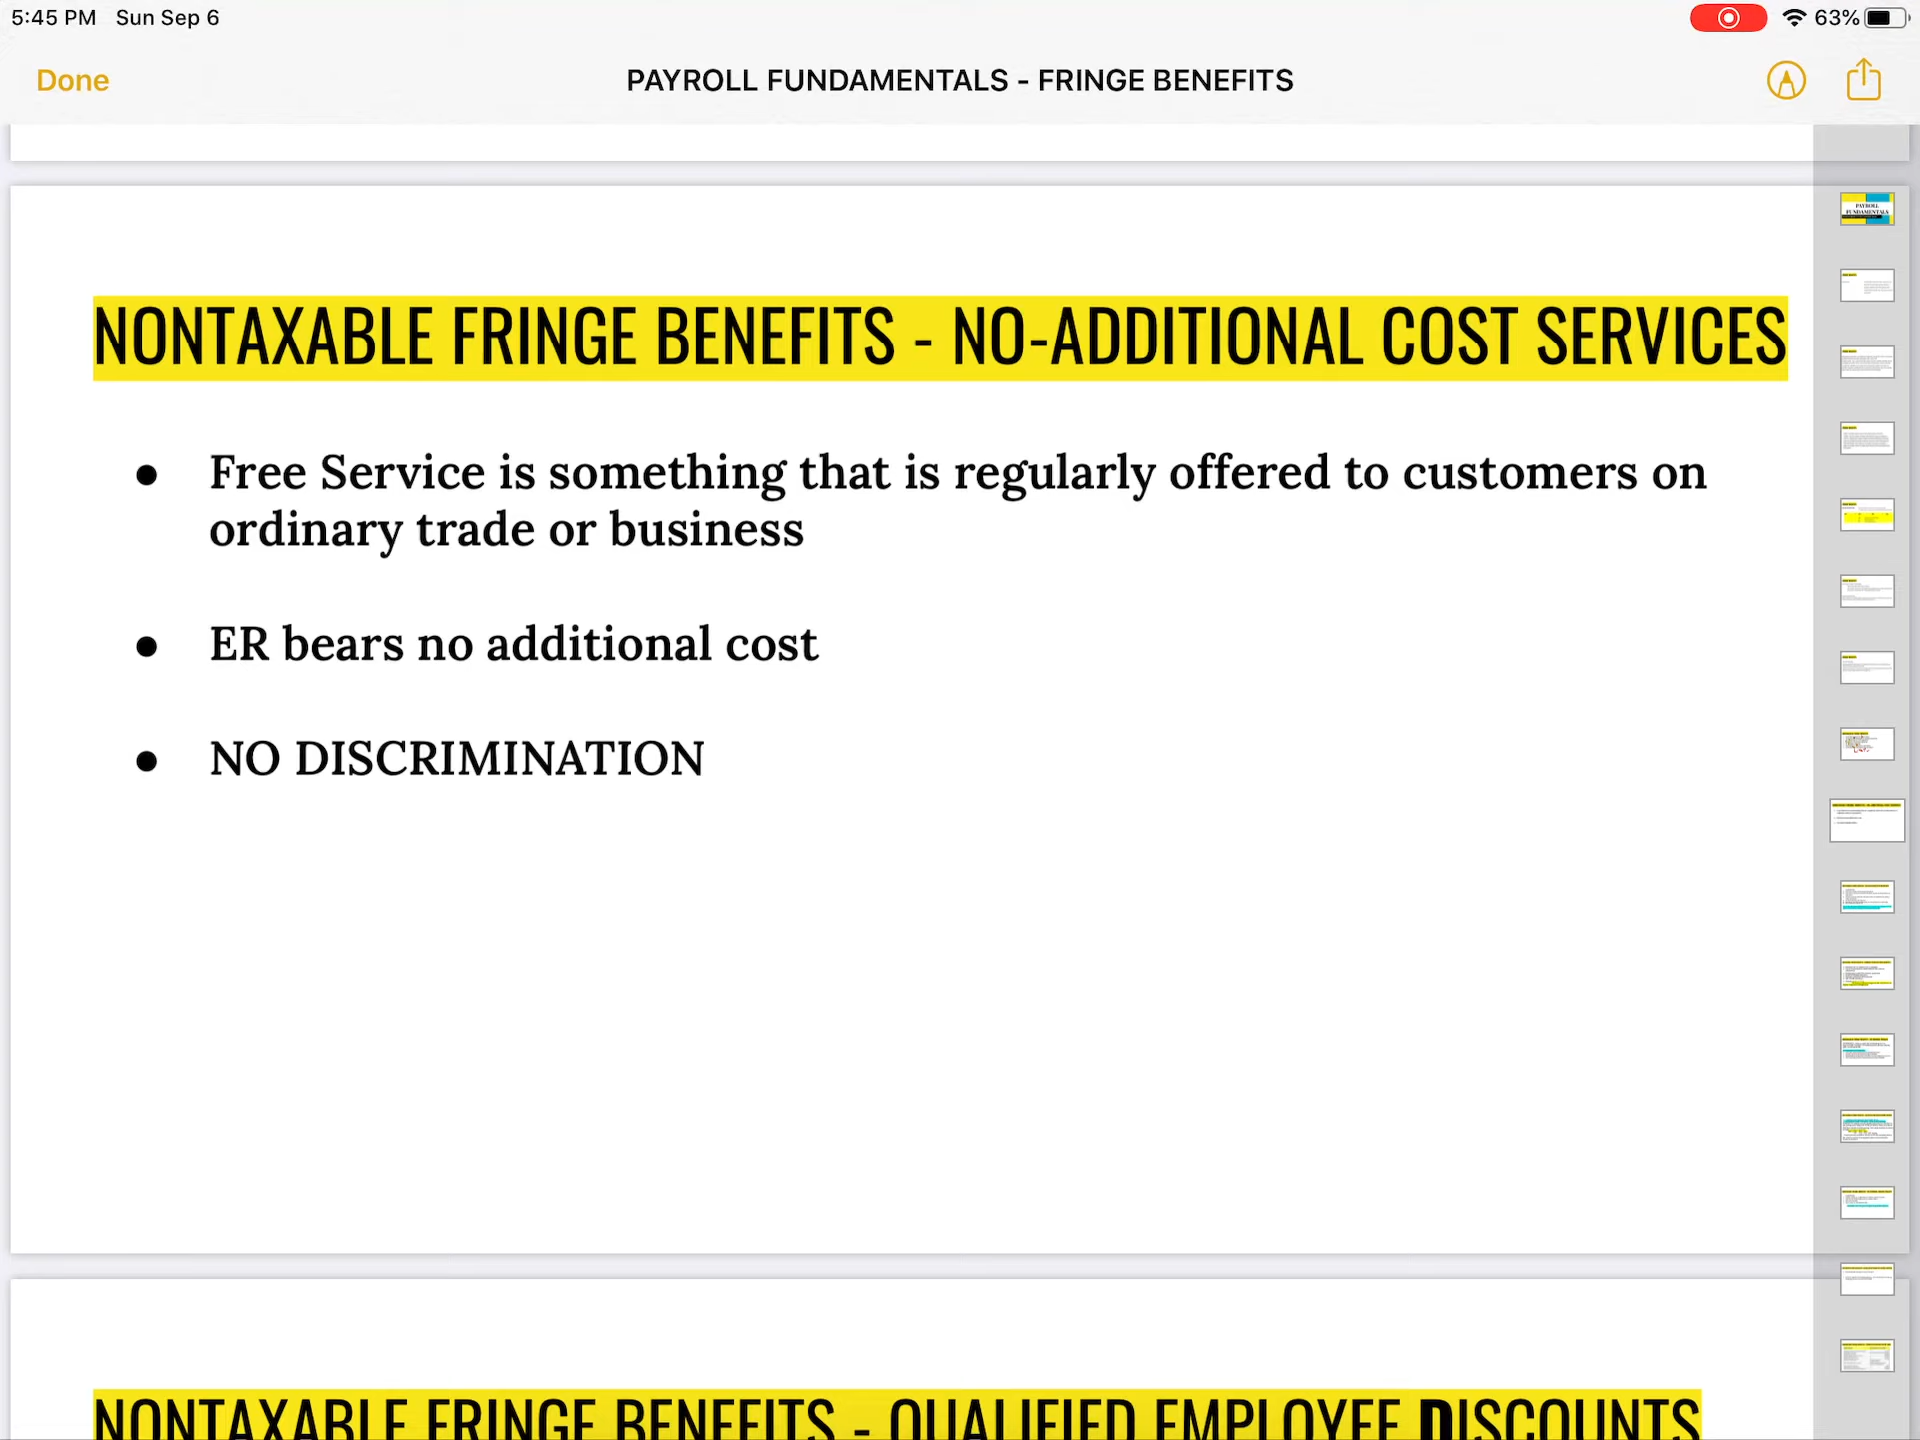 5:45 PM Sun Sep 6
63%
Done
PAYROLL FUNDAMENTALS - FRINGE BENEFITS
NONTAXABLE FRINGE BENEFITS - NO-ADDITIONAL COST SERVICES
● Free Service is something that is regularly offered to customers on
ordinary trade or business
● ER bears no additional cost
● NO DISCRIMINATION
NONTAXABLE FRINGE BENEFITS - QUALIFIED EMPLOYEE DISCOUNTS
PAYROLL
FUNDAMENTALS